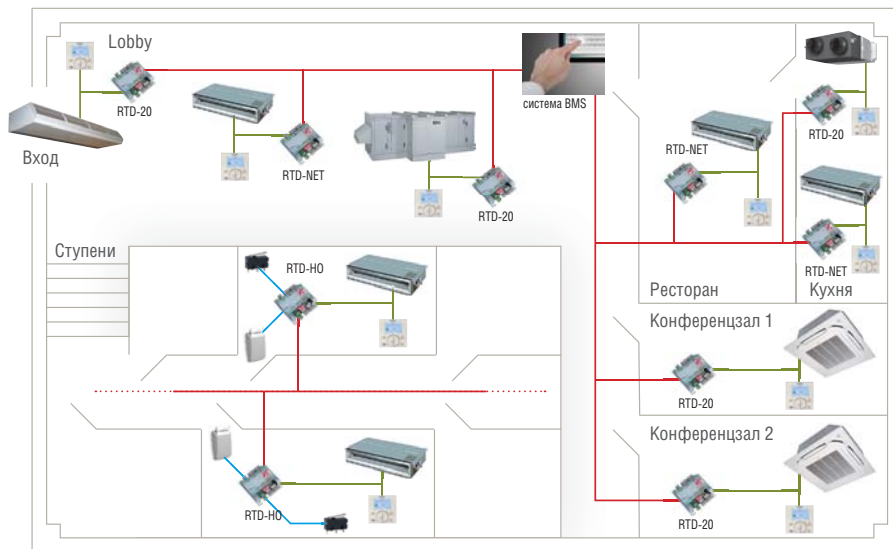 Lobby
RTD-20
Вход
RTD-NET
RTD-20
система BMS
RTD-20
RTD-NET
RTD-NET
Ресторан
Кухня
Ступени
RTD-HO
RTD-HO
Конференцзал 1
RTD-20
Конференцзал 2
RTD-20